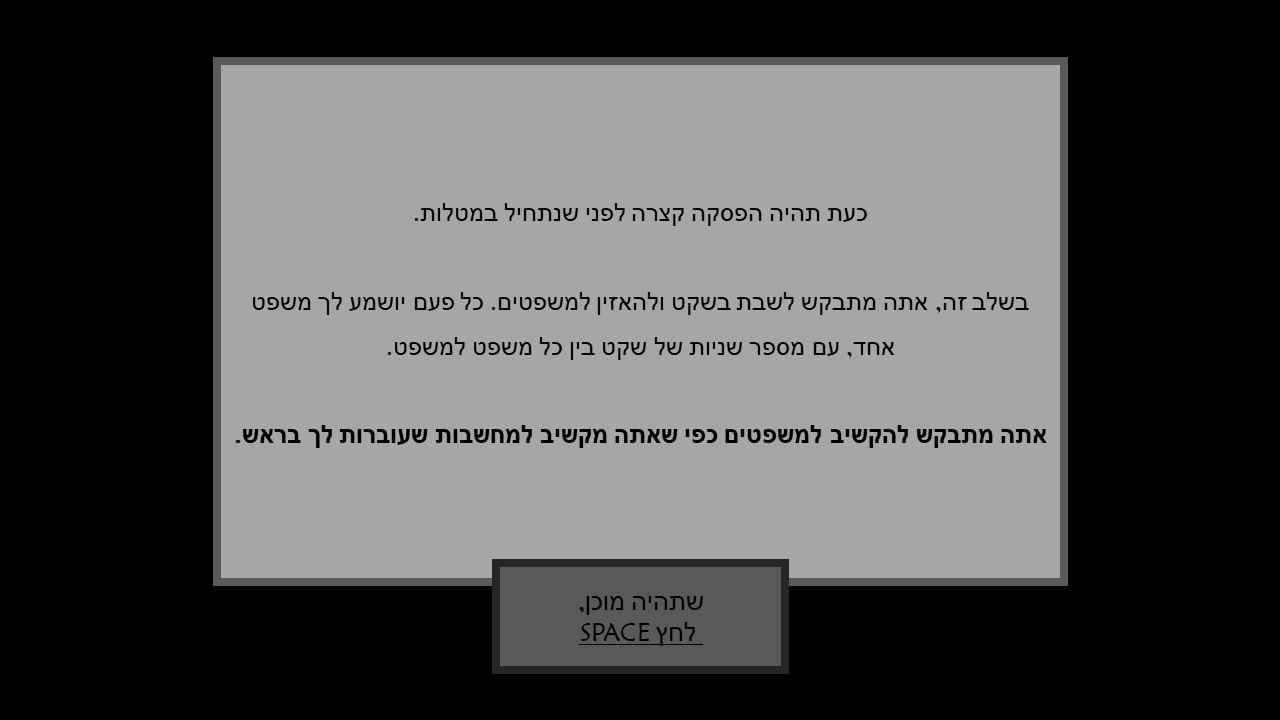 כעת תהיה הפסקה קצרה לפני שנתחיל במטלות.
בשלב זה, אתה מתבקש לשבת בשקט ולהאזין למשפטים. כל פעם יושמע לך משפט
אחד, עם מספר שניות של שקט בין כל משפט למשפט.
אתה מתבקש להקשיב למשפטים כפי שאתה מקשיב למחשבות שעוברות לך בראש.
שתהיה מוכן,
לחץ SPACE